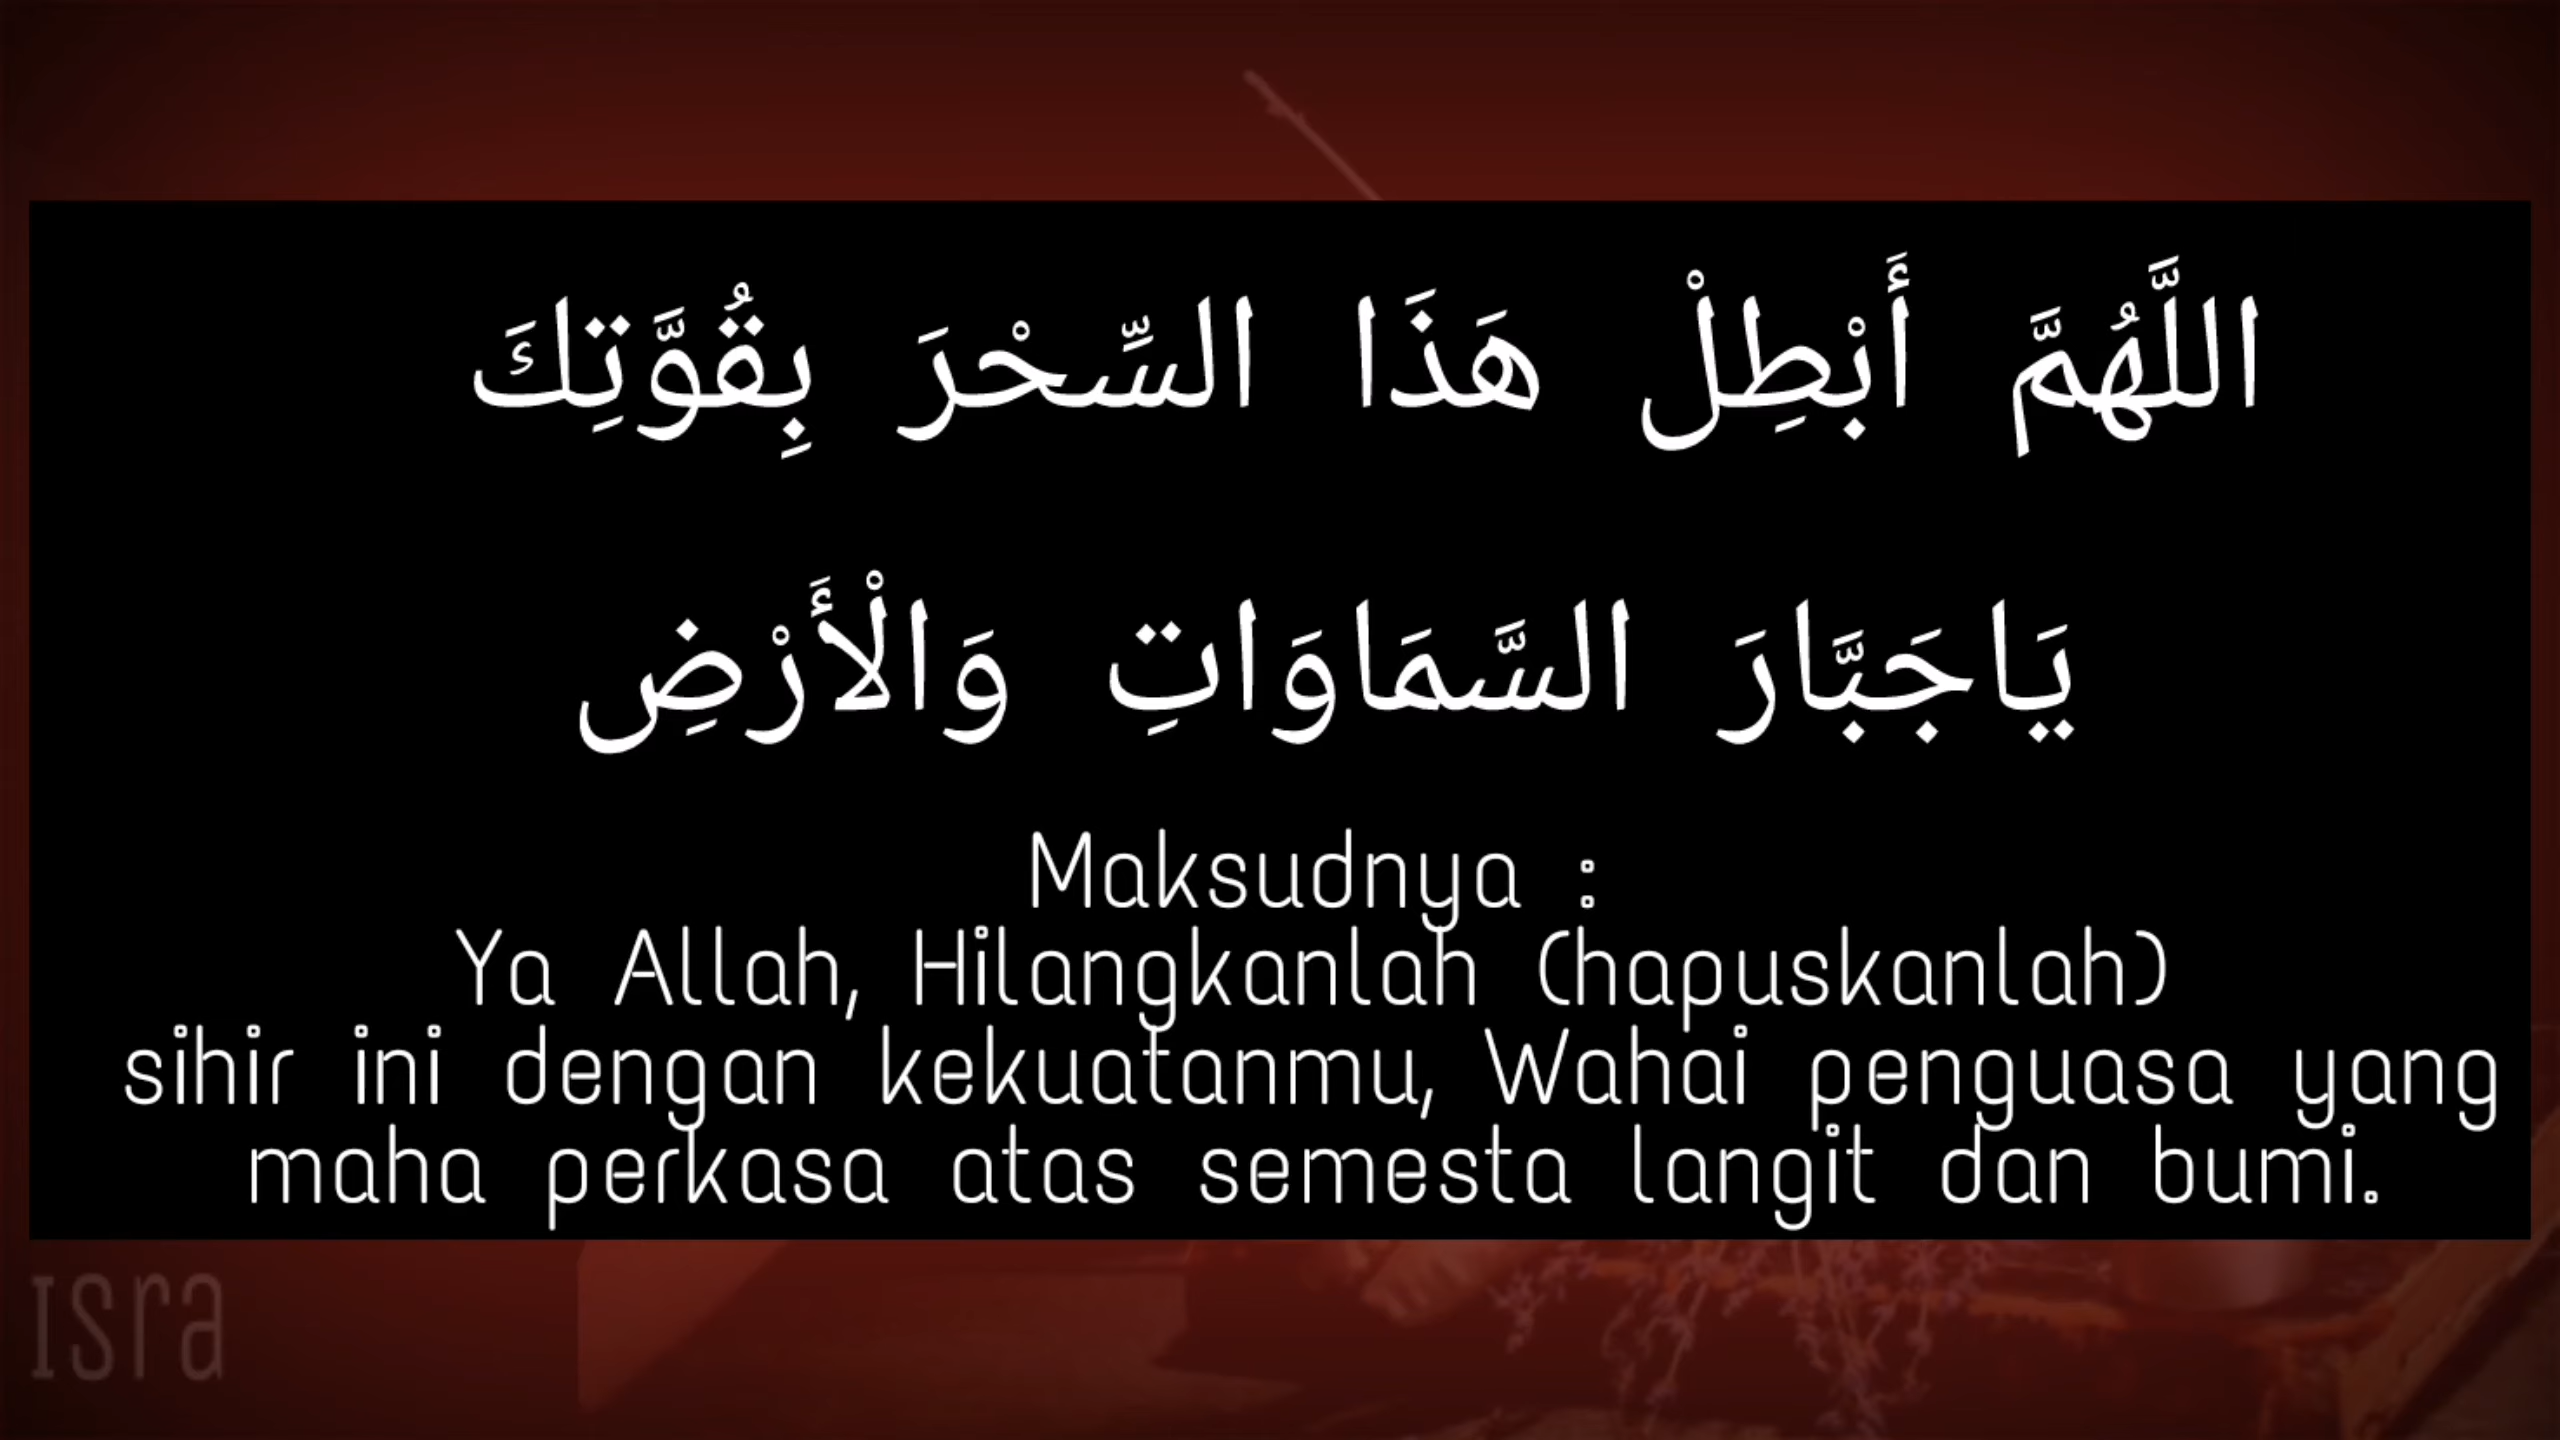 اللَّهُمَّ أَبْطِلْ هَذَا السِّحْرَ بِقُوَّتِكَ
يَاجَبَّارَ السَّمَاوَاتِ وَالْأَرْضِ
Maksudnya :
Ya Allah, Hilangkanlah (hapuskanlah)
sihir ini dengan kekuatanmu, Wahai penguasa yang
maha perkasa atas semesta langit dan bumi.
ısra